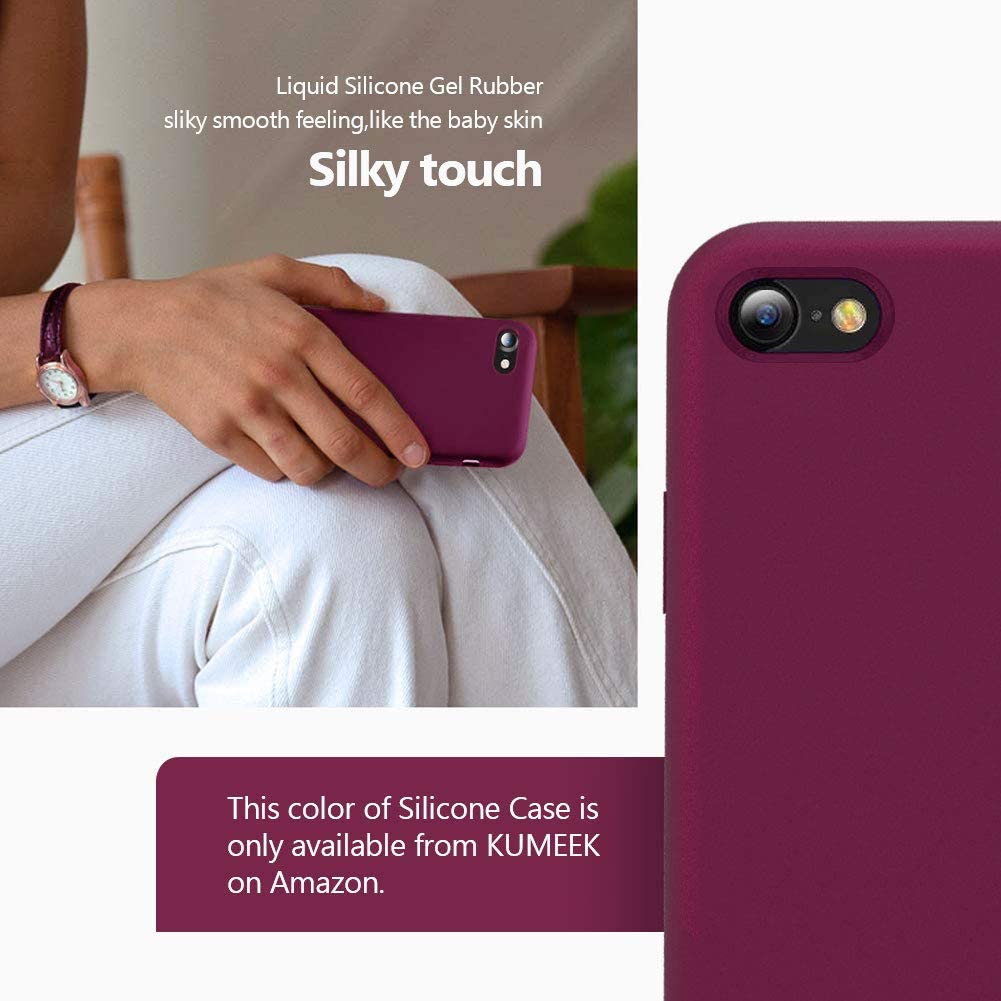 Liquid Silicone Gel Rubber
sliky smooth feeling,like the baby skin
Silky touch
This color of Silicone Case is
only available from KUMEEK
on Amazon.